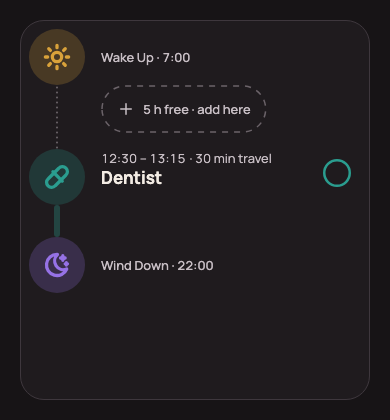 Wake Up · 7:00
5 h free · add here
12:30 – 13:15 · 30 min travel
Dentist
Wind Down · 22:00